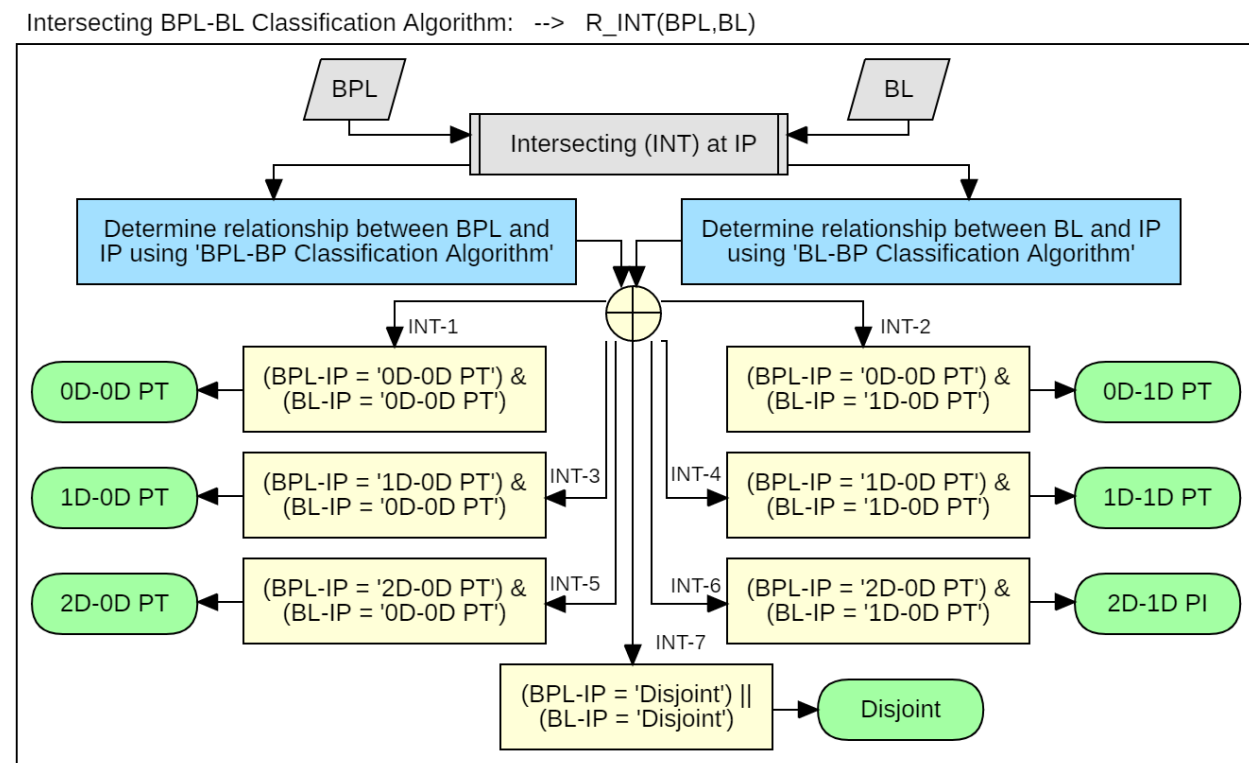 Intersecting BPL-BL Classification Algorithm: --> R_INT(BPL,BL)
BPL
BL
Intersecting (INT) at IP
Determine relationship between BPL and
IP using 'BPL-BP Classification Algorithm'
Determine relationship between BL and IP
using 'BL-BP Classification Algorithm'
INT-1
INT-2
0D-0D PT
(BPL-IP = '0D-0D PT') &
(BL-IP = '0D-0D PT')
(BPL-IP = '0D-0D PT') &
(BL-IP = '1D-0D PT')
0D-1D PT
INT-3
INT-4
1D-0D PT
(BPL-IP = '1D-0D PT') &
(BL-IP = '0D-0D PT')
(BPL-IP = '1D-0D PT') &
(BL-IP = '1D-0D PT')
1D-1D PT
INT-5
INT-6
2D-0D PT
(BPL-IP = '2D-0D PT') &
(BL-IP = '0D-0D PT')
(BPL-IP = '2D-0D PT') &
(BL-IP = '1D-0D PT')
2D-1D PI
INT-7
(BPL-IP = 'Disjoint') ||
(BL-IP = 'Disjoint')
Disjoint